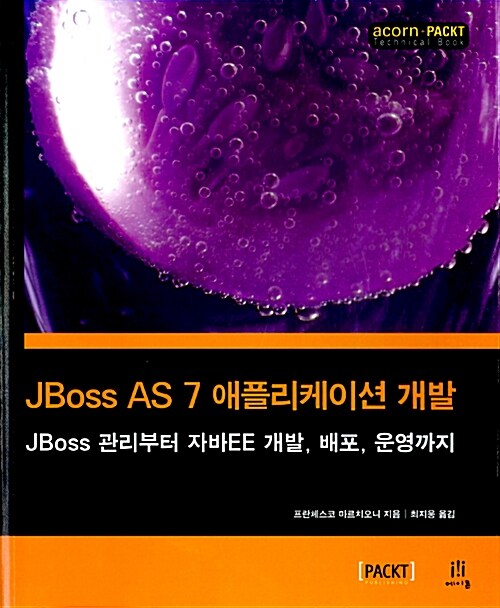 acorn·PACKT
Technical Book
JBoss AS 7 애플리케이션 개발
JBoss 관리부터 자바EE 개발, 배포, 운영까지
프란체스코 마르치오니 지음 | 최지웅 옮김
[PACKT]
PUBLISHING
에이콘